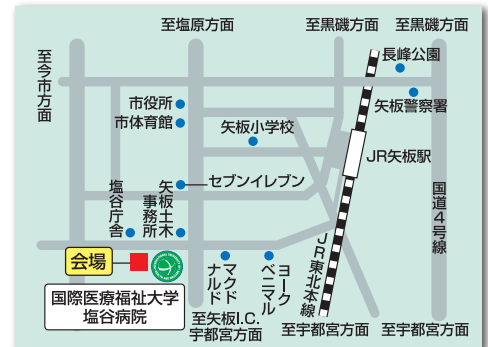 至塩原方面
至黒磯方面
至黒磯方面
至今市方面
長峰公園
市役所
市体育館
矢板小学校
矢板警察署
JR矢板駅
セブンイレブン
矢板土木
事務所
塩谷庁舎
国道4号線
会場
国際医療福祉大学
塩谷病院
マクド
ナルド
ヨーク
ベニマル
JR東北本線
至矢板I.C.
宇都宮方面
至宇都宮方面
至宇都宮方面